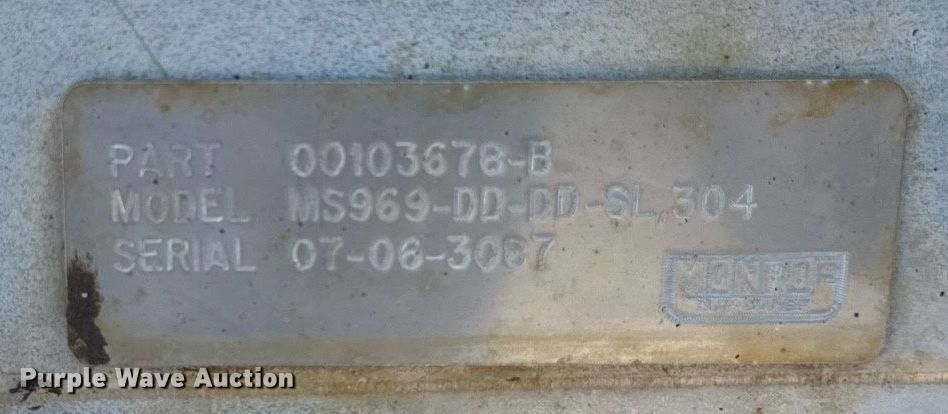 PART 00103678-B
MODEL MS969-DD-DD-SL,304
SERIAL 07-06-3087
MONROE
Purple Wave Auction